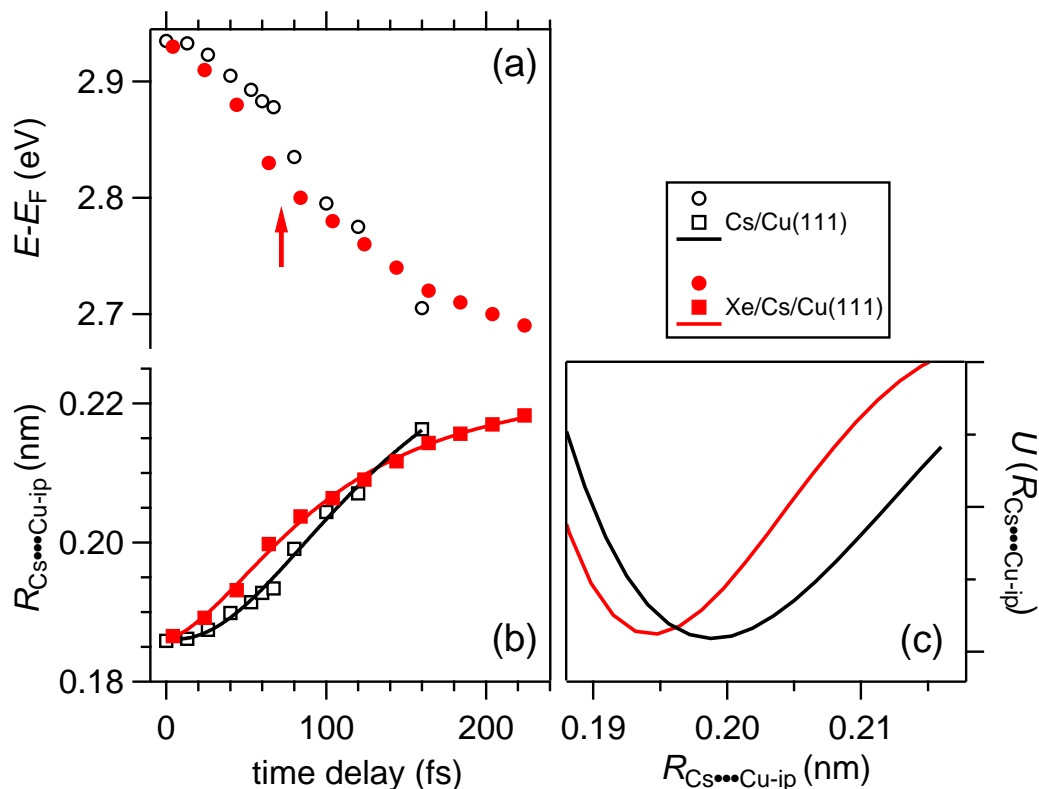 (a)
E-EF (eV)
2.9
2.8
2.7
Cs/Cu(111)
Xe/Cs/Cu(111)
(b)
RCs•••Cu-ip (nm)
0.22
0.20
0.18
0
100
200
time delay (fs)
(c)
U (RCs•••Cu-ip)
0.19
0.20
0.21
RCs•••Cu-ip (nm)